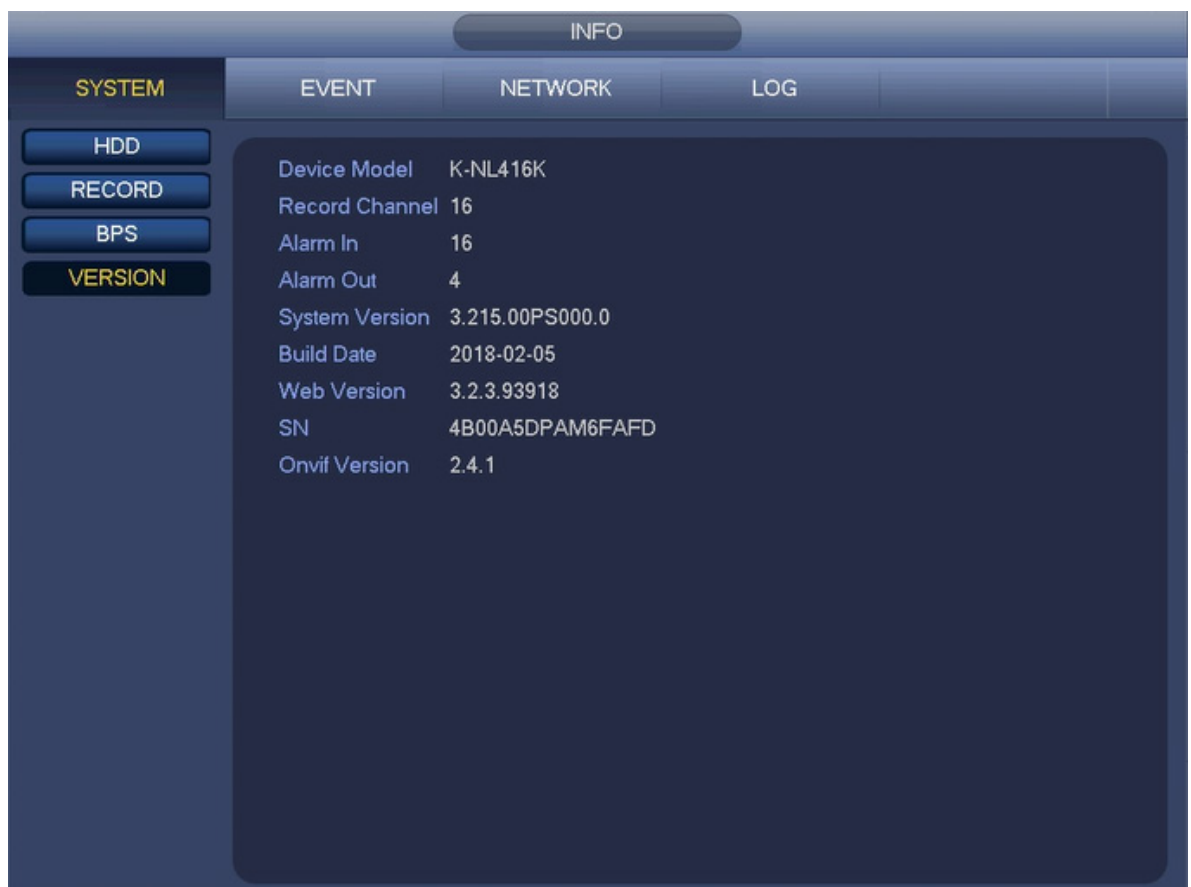 INFO
SYSTEM EVENT NETWORK LOG
HDD
RECORD
BPS
VERSION
Device Model K-NL416K
Record Channel 16
Alarm In 16
Alarm Out 4
System Version 3.215.00PS000.0
Build Date 2018-02-05
Web Version 3.2.3.93918
SN 4B00A5DPAM6FAFD
Onvif Version 2.4.1